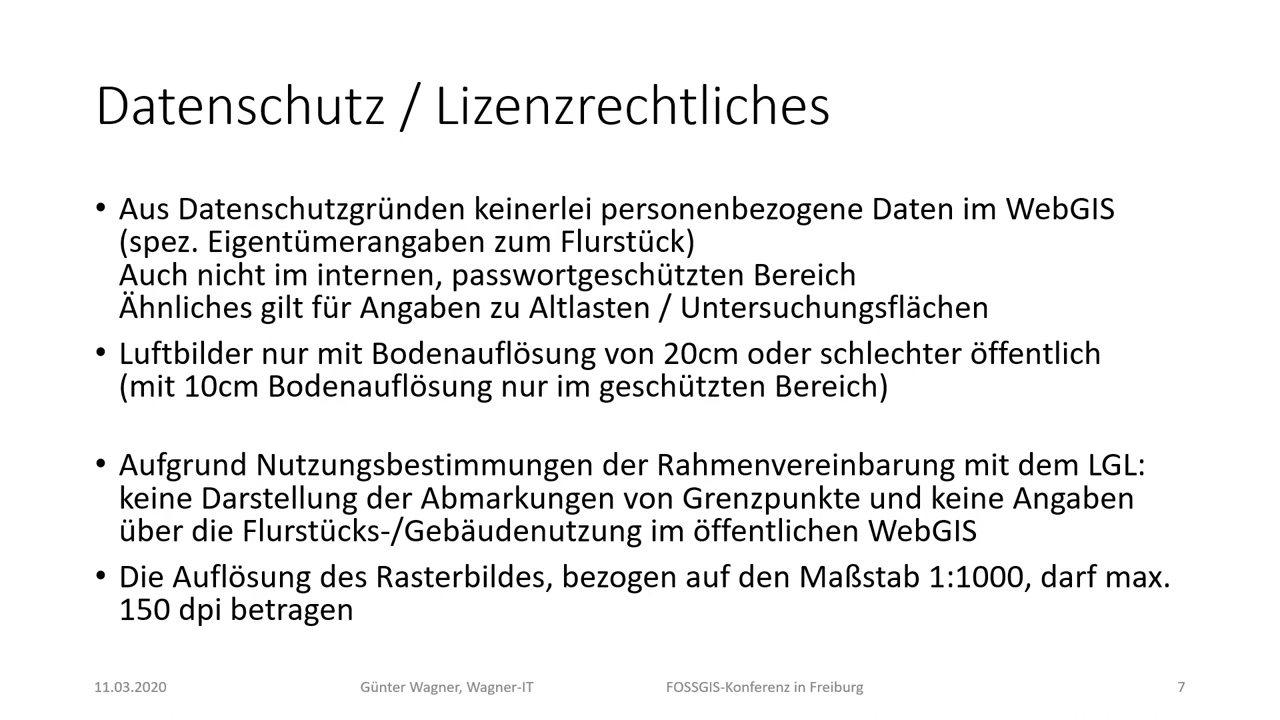 Datenschutz / Lizenzrechtliches
• Aus Datenschutzgründen keinerlei personenbezogene Daten im WebGIS
(spez. Eigentümerangaben zum Flurstück)
Auch nicht im internen, passwortgeschützten Bereich
Ähnliches gilt für Angaben zu Altlasten / Untersuchungsflächen
• Luftbilder nur mit Bodenauflösung von 20cm oder schlechter öffentlich
(mit 10cm Bodenauflösung nur im geschützten Bereich)
• Aufgrund Nutzungsbestimmungen der Rahmenvereinbarung mit dem LGL:
keine Darstellung der Abmarkungen von Grenzpunkte und keine Angaben
über die Flurstücks-/Gebäudenutzung im öffentlichen WebGIS
• Die Auflösung des Rasterbildes, bezogen auf den Maßstab 1:1000, darf max.
150 dpi betragen
11.03.2020 Günter Wagner, Wagner-IT FOSSGIS-Konferenz in Freiburg 7